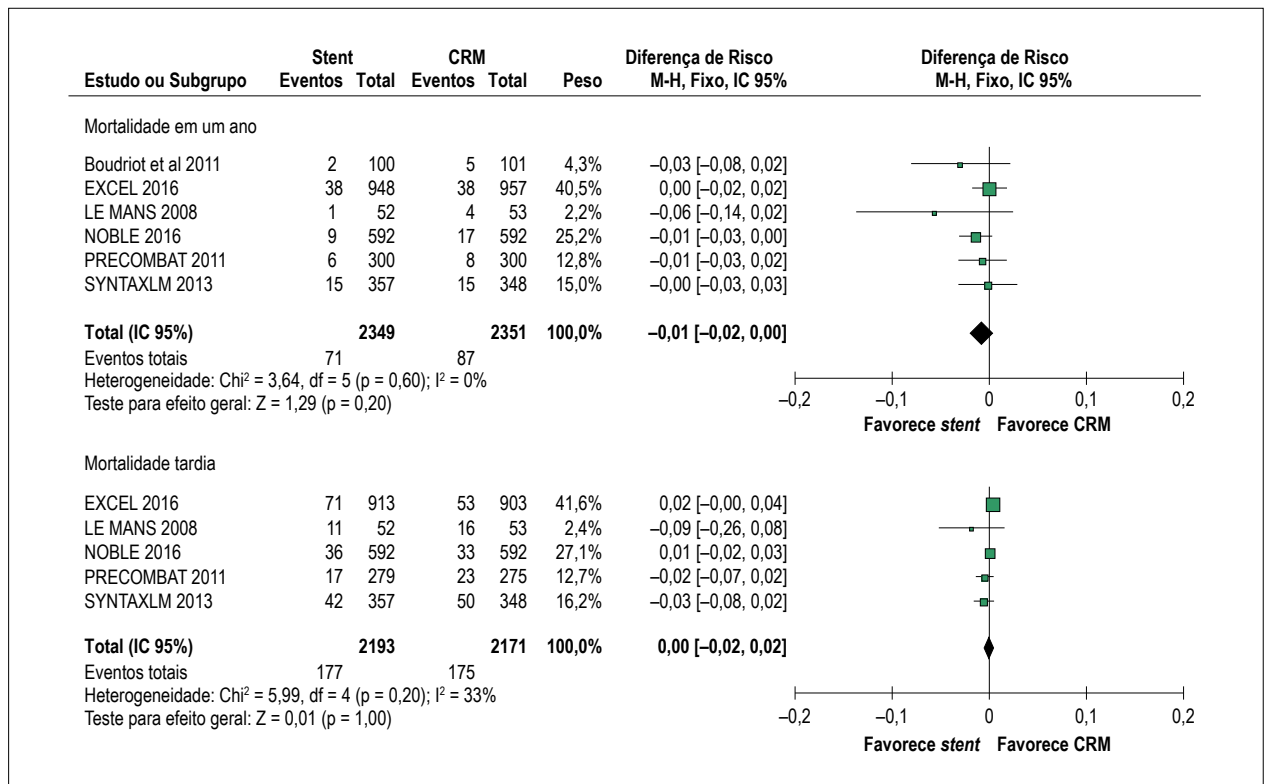 Stent CRM Diferença de Risco Diferença de Risco
Estudo ou Subgrupo Eventos Total Eventos Total Peso M-H, Fixo, IC 95% M-H, Fixo, IC 95%
Mortalidade em um ano
Boudriot et al 2011 2 100 5 101 4,3% –0,03 [–0,08, 0,02]
EXCEL 2016 38 948 38 957 40,5% 0,00 [–0,02, 0,02]
LE MANS 2008 1 52 4 53 2,2% –0,06 [–0,14, 0,02]
NOBLE 2016 9 592 17 592 25,2% –0,01 [–0,03, 0,00]
PRECOMBAT 2011 6 300 8 300 12,8% –0,01 [–0,03, 0,02]
SYNTAXLM 2013 15 357 15 348 15,0% –0,00 [–0,03, 0,03]
Total (IC 95%) 2349 2351 100,0% –0,01 [–0,02, 0,00]
Eventos totais 71 87
Heterogeneidade: Chi² = 3,64, df = 5 (p = 0,60); I² = 0%
Teste para efeito geral: Z = 1,29 (p = 0,20)
–0,2 –0,1 0 0,1 0,2
Favorece stent Favorece CRM
Mortalidade tardia
EXCEL 2016 71 913 53 903 41,6% 0,02 [–0,00, 0,04]
LE MANS 2008 11 52 16 53 2,4% –0,09 [–0,26, 0,08]
NOBLE 2016 36 592 33 592 27,1% 0,01 [–0,02, 0,03]
PRECOMBAT 2011 17 279 23 275 12,7% –0,02 [–0,07, 0,02]
SYNTAXLM 2013 42 357 50 348 16,2% –0,03 [–0,08, 0,02]
Total (IC 95%) 2193 2171 100,0% 0,00 [–0,02, 0,02]
Eventos totais 177 175
Heterogeneidade: Chi² = 5,99, df = 4 (p = 0,20); I² = 33%
Teste para efeito geral: Z = 0,01 (p = 1,00)
–0,2 –0,1 0 0,1 0,2
Favorece stent Favorece CRM